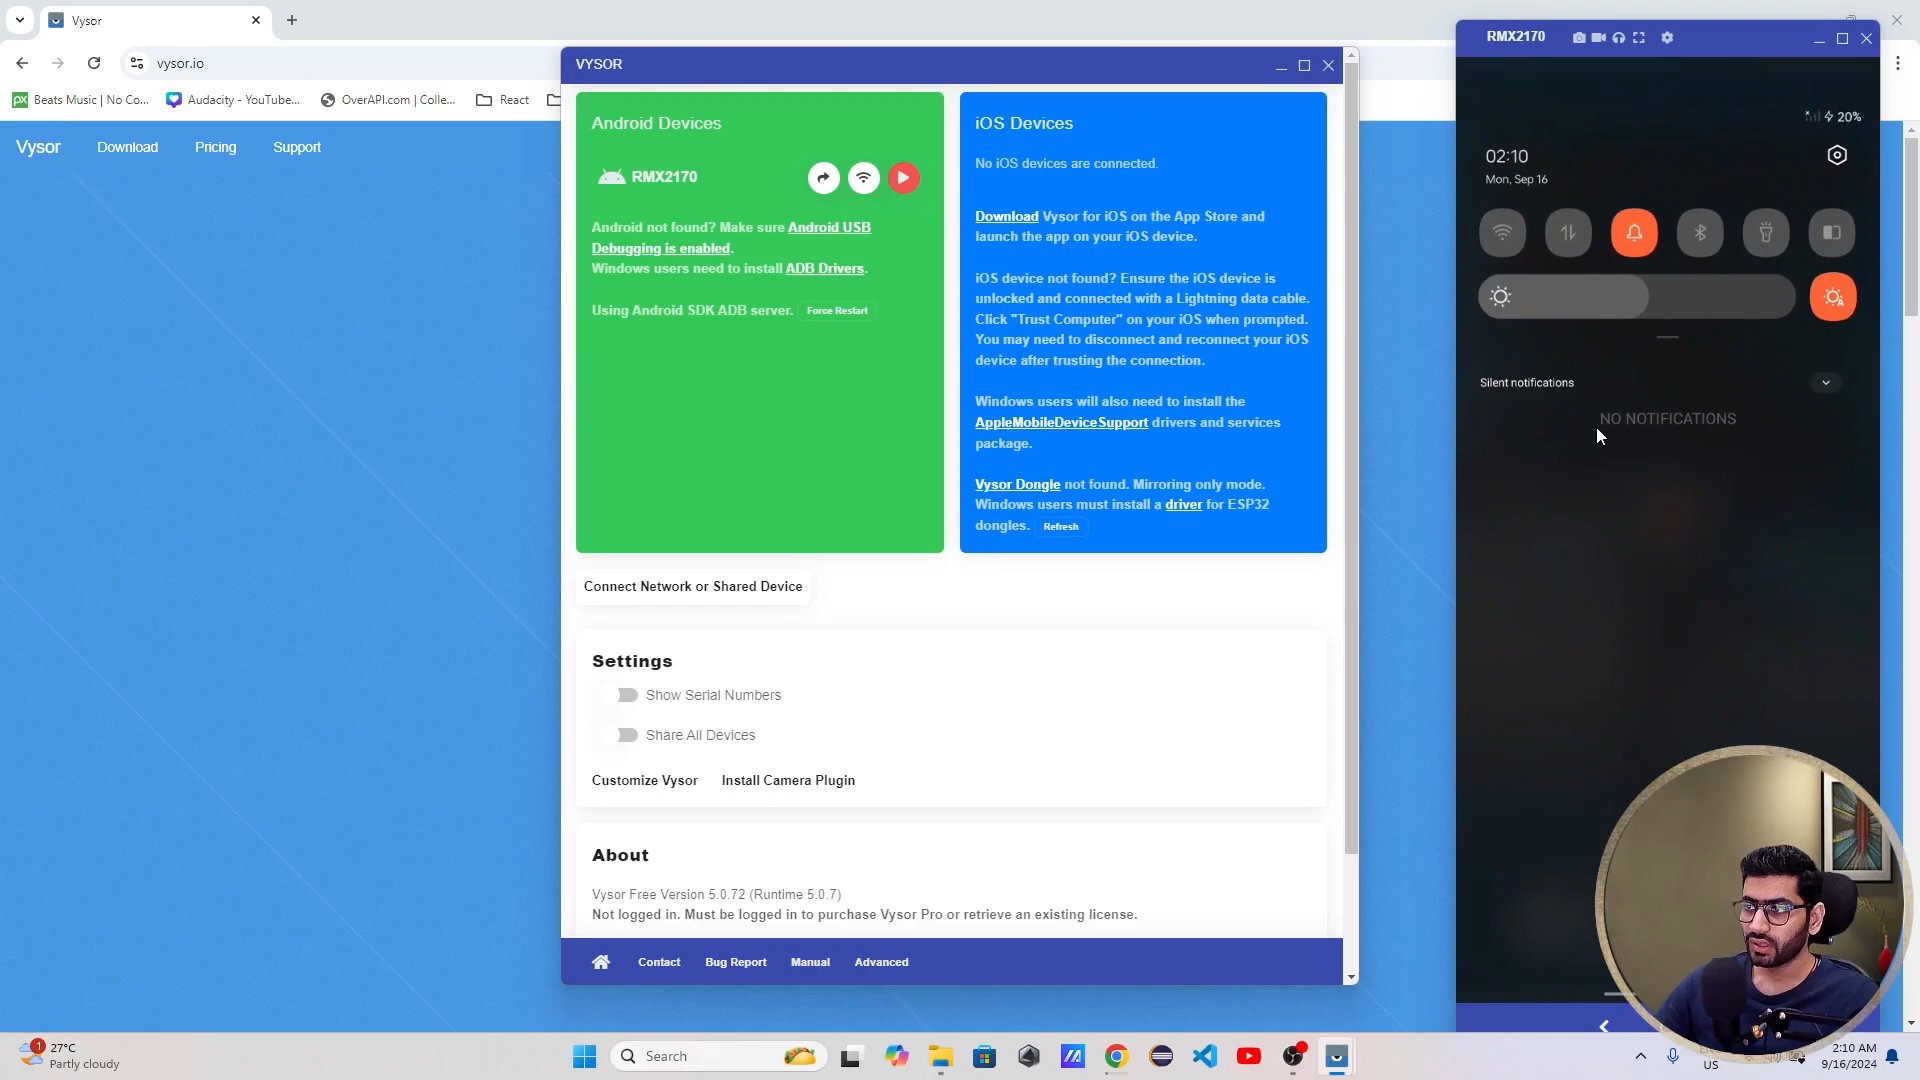 Vysor
vysor.io
Beats Music | No Co...
Audacity - YouTube...
OverAPI.com | Colle...
React
Vysor
Download
Pricing
Support
VYSOR
Android Devices
RMX2170
Android not found? Make sure Android USB
Debugging is enabled.
Windows users need to install ADB Drivers.
Using Android SDK ADB server. Force Restart
iOS Devices
No iOS devices are connected.
Download Vysor for iOS on the App Store and
launch the app on your iOS device.
iOS device not found? Ensure the iOS device is
unlocked and connected with a Lightning data cable.
Click "Trust Computer" on your iOS when prompted.
You may need to disconnect and reconnect your iOS
device after trusting the connection.
Windows users will also need to install the
AppleMobileDeviceSupport drivers and services
package.
Vysor Dongle not found. Mirroring only mode.
Windows users must install a driver for ESP32
dongles. Refresh
Connect Network or Shared Device
Settings
Show Serial Numbers
Share All Devices
Customize Vysor
Install Camera Plugin
About
Vysor Free Version 5.0.72 (Runtime 5.0.7)
Not logged in. Must be logged in to purchase Vysor Pro or retrieve an existing license.
Contact
Bug Report
Manual
Advanced
RMX2170
20%
02:10
Mon, Sep 16
Silent notifications
NO NOTIFICATIONS
1
27°C
Partly cloudy
Search
US
2:10 AM
9/16/2024